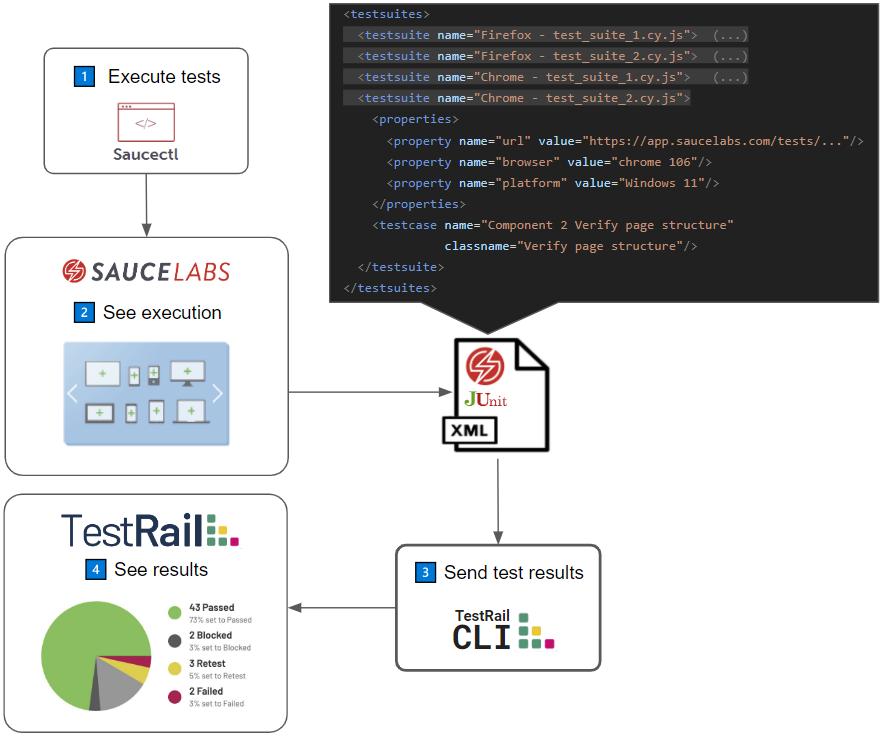 <testsuites>
<testsuite name="Firefox - test_suite_1.cy.js"> (...)
<testsuite name="Firefox - test_suite_2.cy.js"> (...)
<testsuite name="Chrome - test_suite_1.cy.js"> (...)
<testsuite name="Chrome - test_suite_2.cy.js">
<properties>
<property name="url" value="https://app.saucelabs.com/tests/..."/>
<property name="browser" value="chrome 106"/>
<property name="platform" value="Windows 11"/>
</properties>
<testcase name="Component 2 Verify page structure"
classname="Verify page structure"/>
</testsuite>
</testsuites>
1 Execute tests
</>
Saucectl
SAUCELABS
2 See execution
JUnit
XML
3 Send test results
TestRail
CLI
TestRail
4 See results
43 Passed
73% set to Passed
2 Blocked
3% set to Blocked
3 Retest
5% set to Retest
2 Failed
3% set to Failed